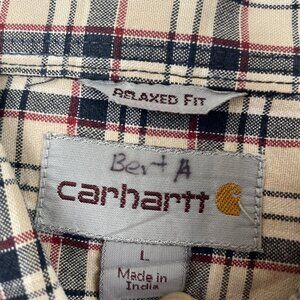 RELAXED FIT
Bert A
carhartt
L
Made in
India